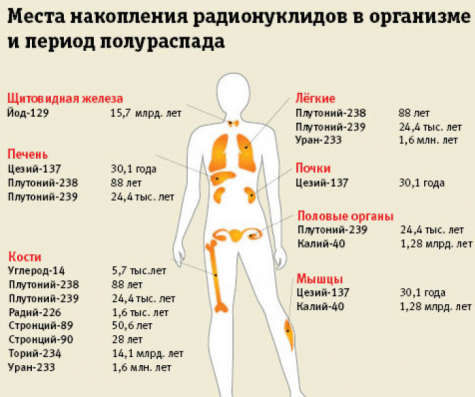 Места накопления радионуклидов в организме
и период полураспада
Щитовидная железа
Йод-129 15,7 млрд. лет
Печень
Цезий-137 30,1 года
Плутоний-238 88 лет
Плутоний-239 24,4 тыс. лет
Кости
Углерод-14 5,7 тыс.лет
Плутоний-238 88 лет
Плутоний-239 24,4 тыс. лет
Радий-226 1,6 тыс. лет
Стронций-89 50,6 лет
Стронций-90 28 лет
Торий-234 14,1 млрд. лет
Уран-233 1,6 млн. лет
Лёгкие
Плутоний-238 88 лет
Плутоний-239 24,4 тыс. лет
Уран-233 1,6 млн. лет
Почки
Цезий-137 30,1 года
Половые органы
Плутоний-239 24,4 тыс. лет
Калий-40 1,28 млрд. лет
Мышцы
Цезий-137 30,1 года
Калий-40 1,28 млрд. лет